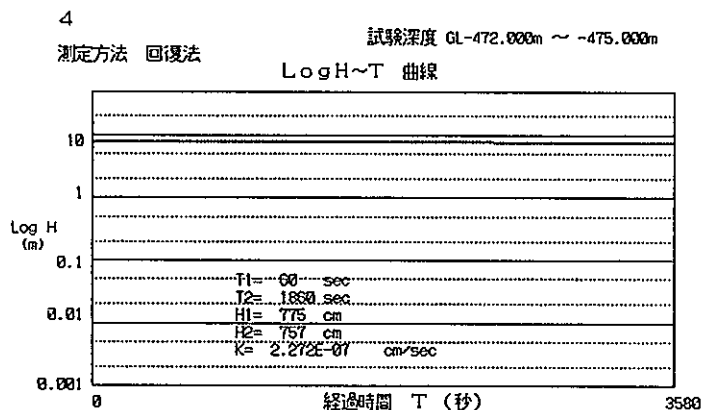 4
測定方法 回復法
試験深度 GL-472.000m ～ -475.000m
LogH~T 曲線
10
1
Log H
(m)
0.1
0.01
0.001
T1= 60 sec
T2= 1860 sec
H1= 775 cm
H2= 757 cm
K= 2.272E-07 cm/sec
0
経過時間 T (秒)
3580